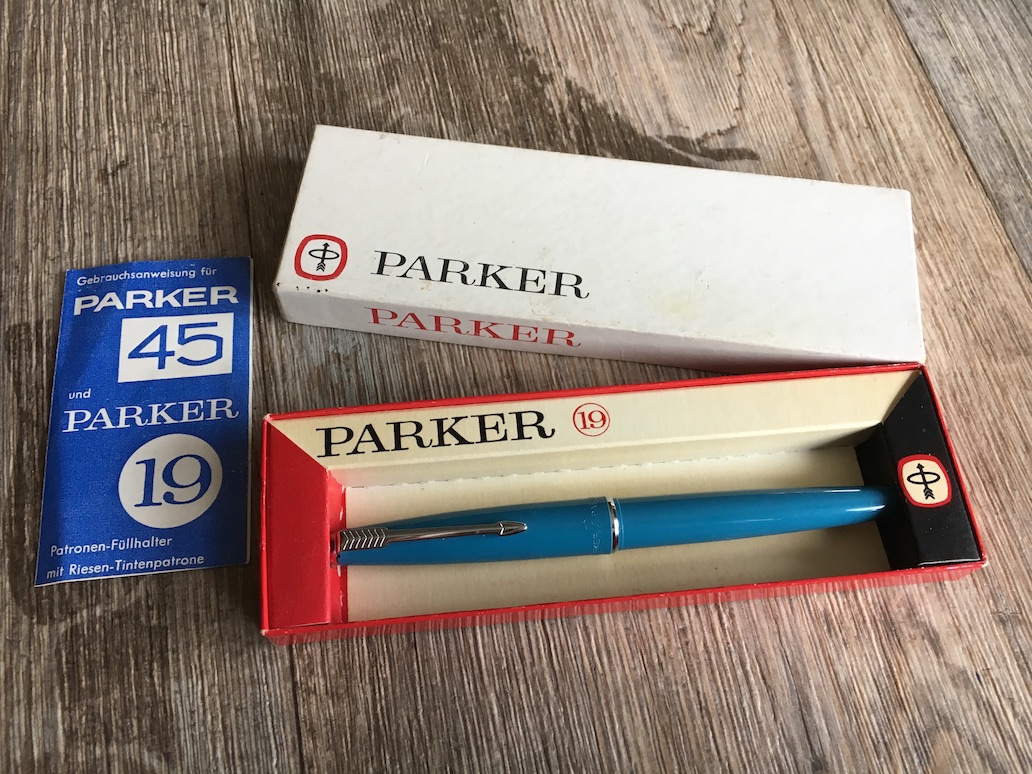 Gebrauchsanweisung für
PARKER
45
und
PARKER
19
Patronen-Füllhalter
mit Riesen-Tintenpatrone
PARKER
PARKER
PARKER 19